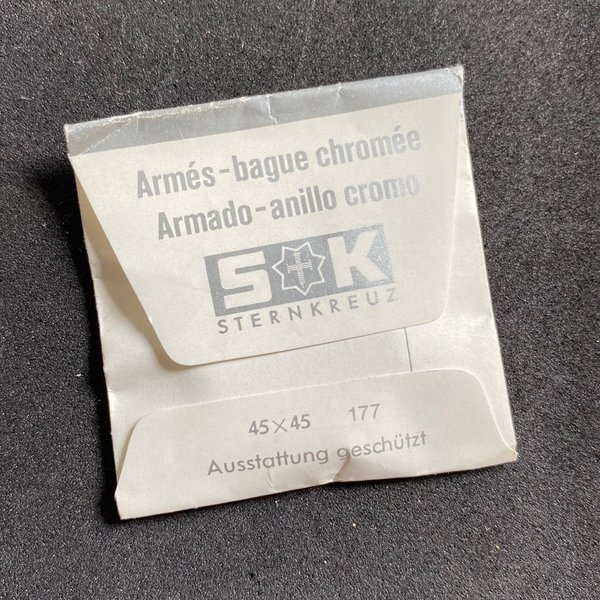 Armés-bague chromée
Armado-anillo cromo
S K
STERNKREUZ
45×45 177
Ausstattung geschützt